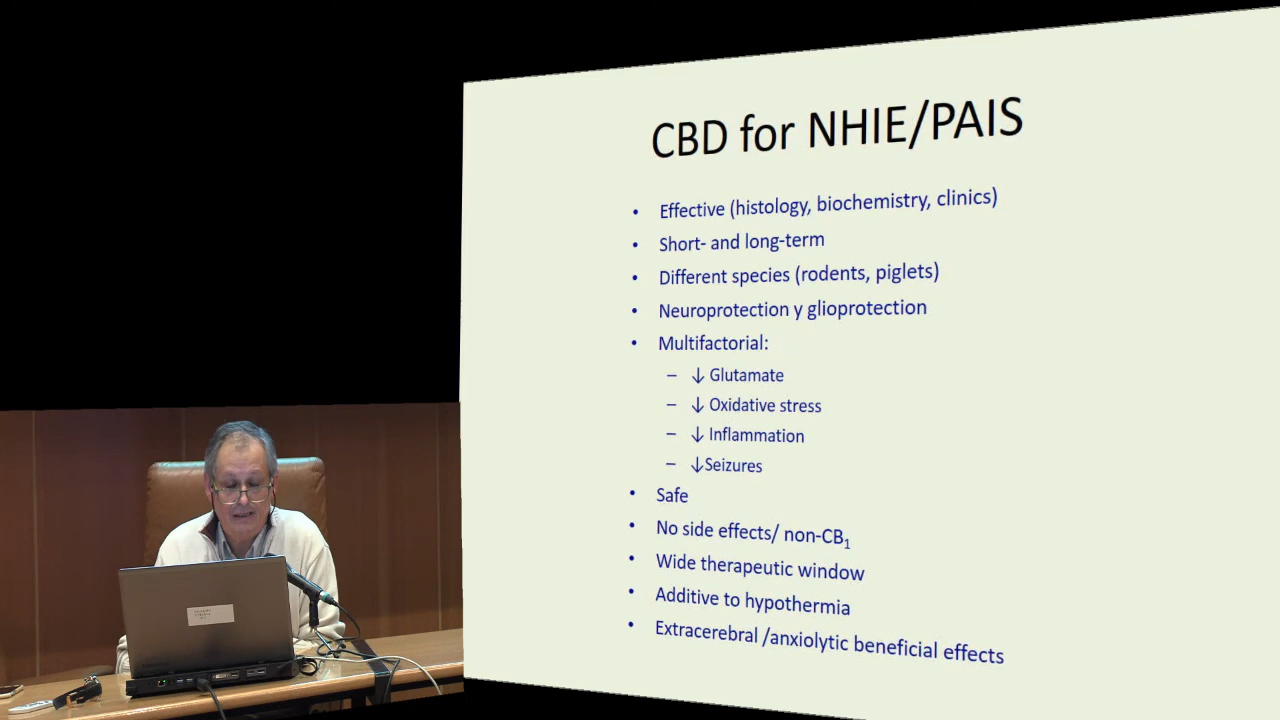 CBD for NHIE/PAIS
• Effective (histology, biochemistry, clinics)
• Short- and long-term
• Different species (rodents, piglets)
• Neuroprotection y glioprotection
• Multifactorial:
– ↓ Glutamate
– ↓ Oxidative stress
– ↓ Inflammation
– ↓Seizures
• Safe
• No side effects/ non-CB₁
• Wide therapeutic window
• Additive to hypothermia
• Extracerebral /anxiolytic beneficial effects